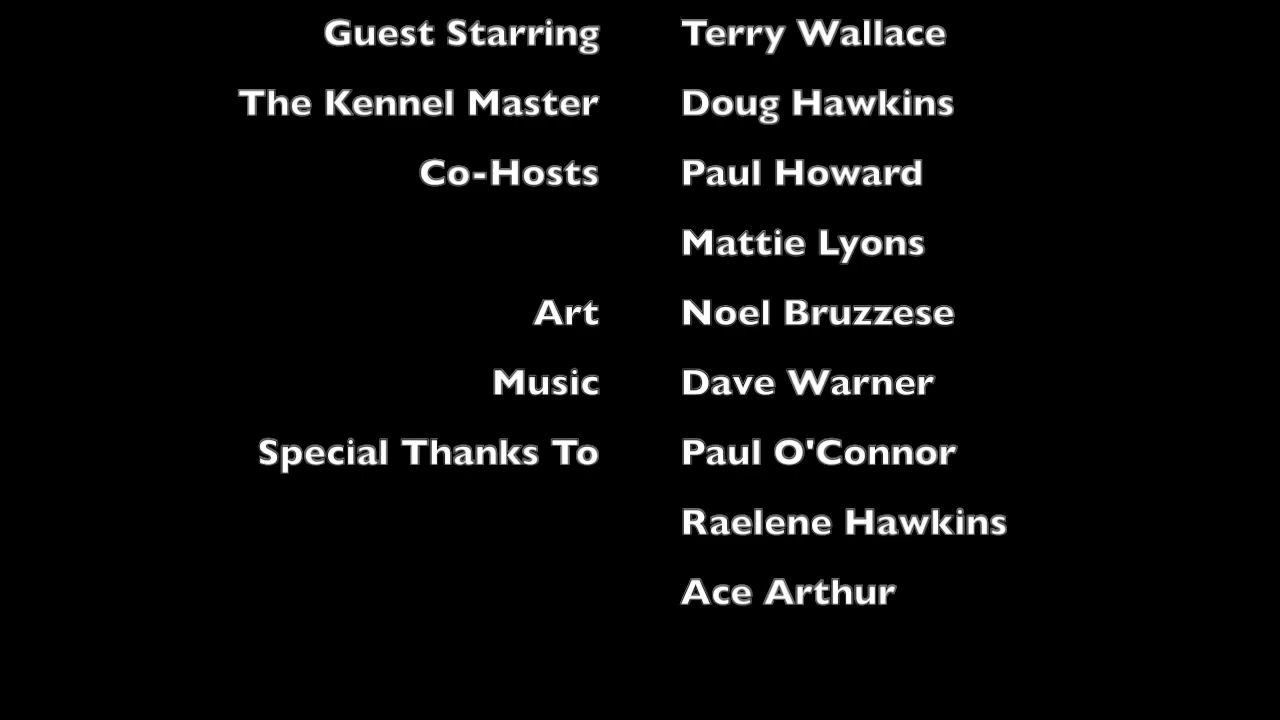 Guest Starring Terry Wallace
The Kennel Master Doug Hawkins
Co-Hosts Paul Howard
Mattie Lyons
Art Noel Bruzzese
Music Dave Warner
Special Thanks To Paul O'Connor
Raelene Hawkins
Ace Arthur